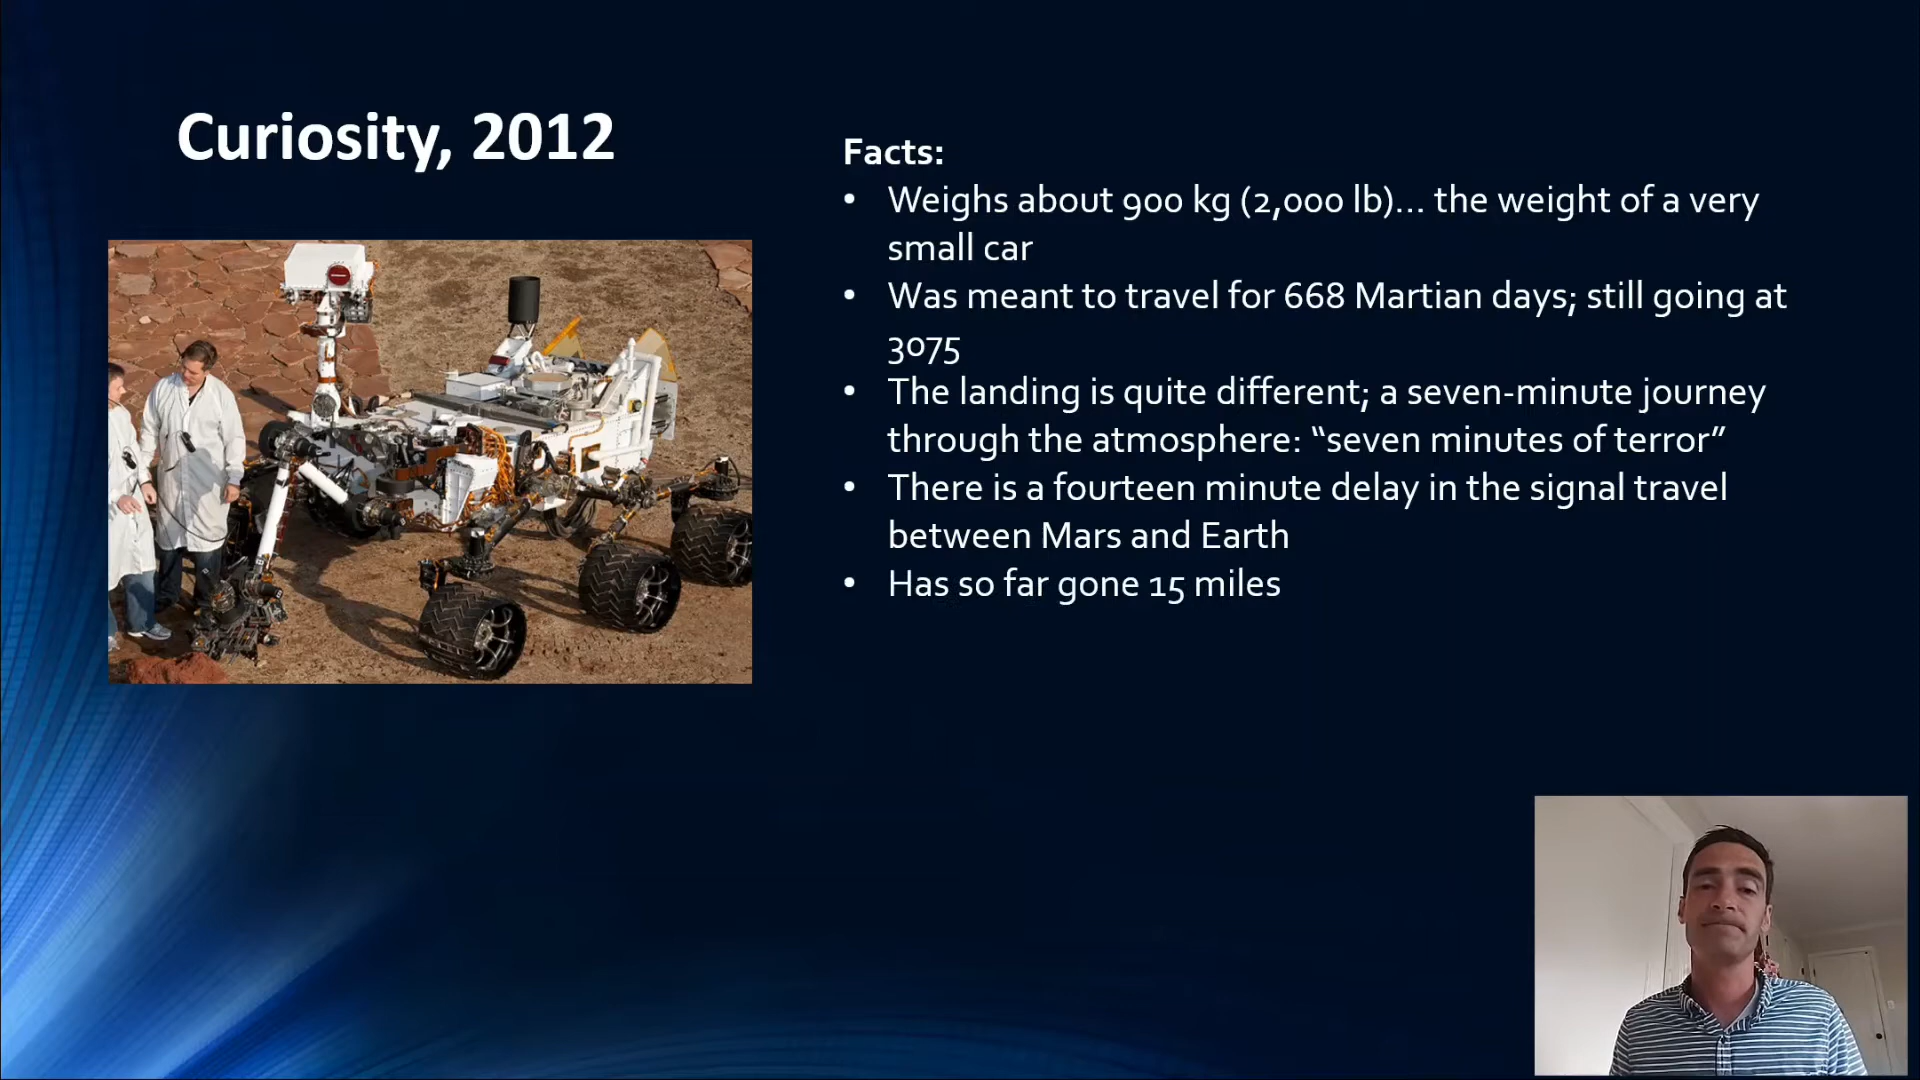 Curiosity, 2012
Facts:
• Weighs about 900 kg (2,000 lb)... the weight of a very
small car
• Was meant to travel for 668 Martian days; still going at
3075
• The landing is quite different; a seven-minute journey
through the atmosphere: “seven minutes of terror”
• There is a fourteen minute delay in the signal travel
between Mars and Earth
• Has so far gone 15 miles